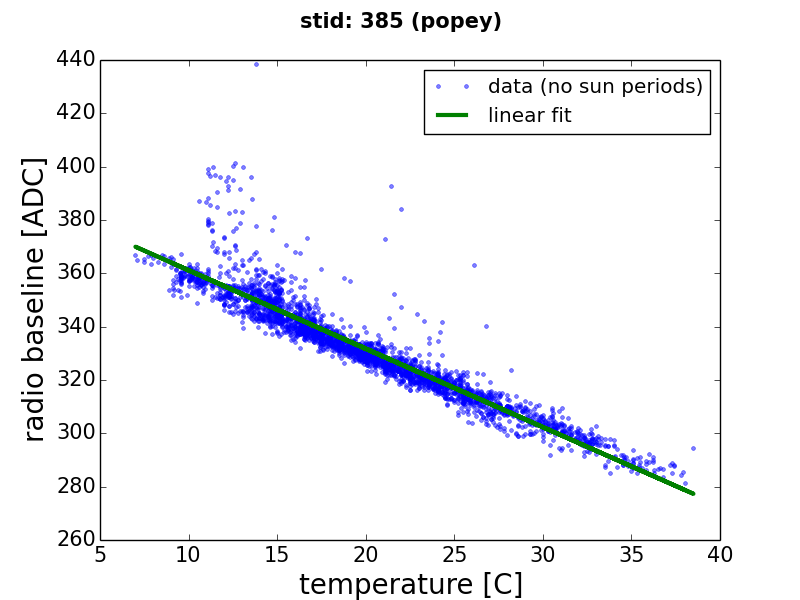 stid: 385 (popey)
440
420
400
380
360
340
320
300
280
260
radio baseline [ADC]
data (no sun periods)
linear fit
5 10 15 20 25 30 35 40
temperature [C]